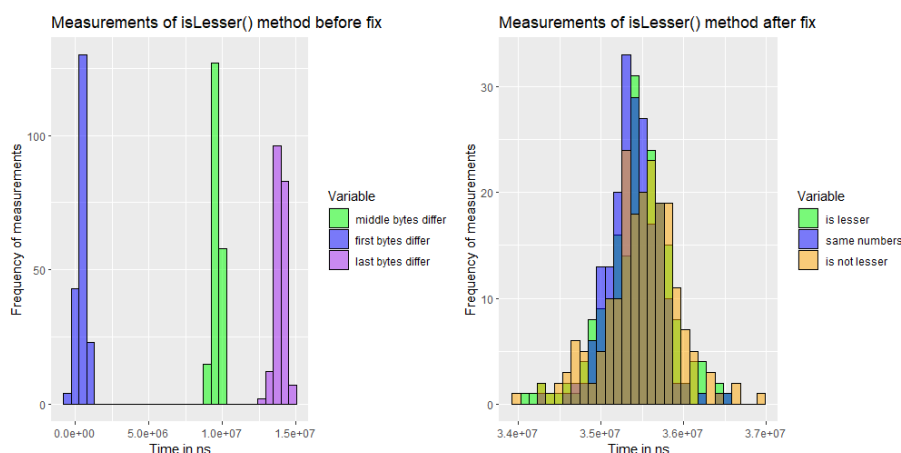 Measurements of isLesser() method before fix
Frequency of measurements
100
50
0
0.0e+00 5.0e+06 1.0e+07 1.5e+07
Time in ns
Variable
middle bytes differ
first bytes differ
last bytes differ
Measurements of isLesser() method after fix
Frequency of measurements
30
20
10
0
3.4e+07 3.5e+07 3.6e+07 3.7e+07
Time in ns
Variable
is lesser
same numbers
is not lesser